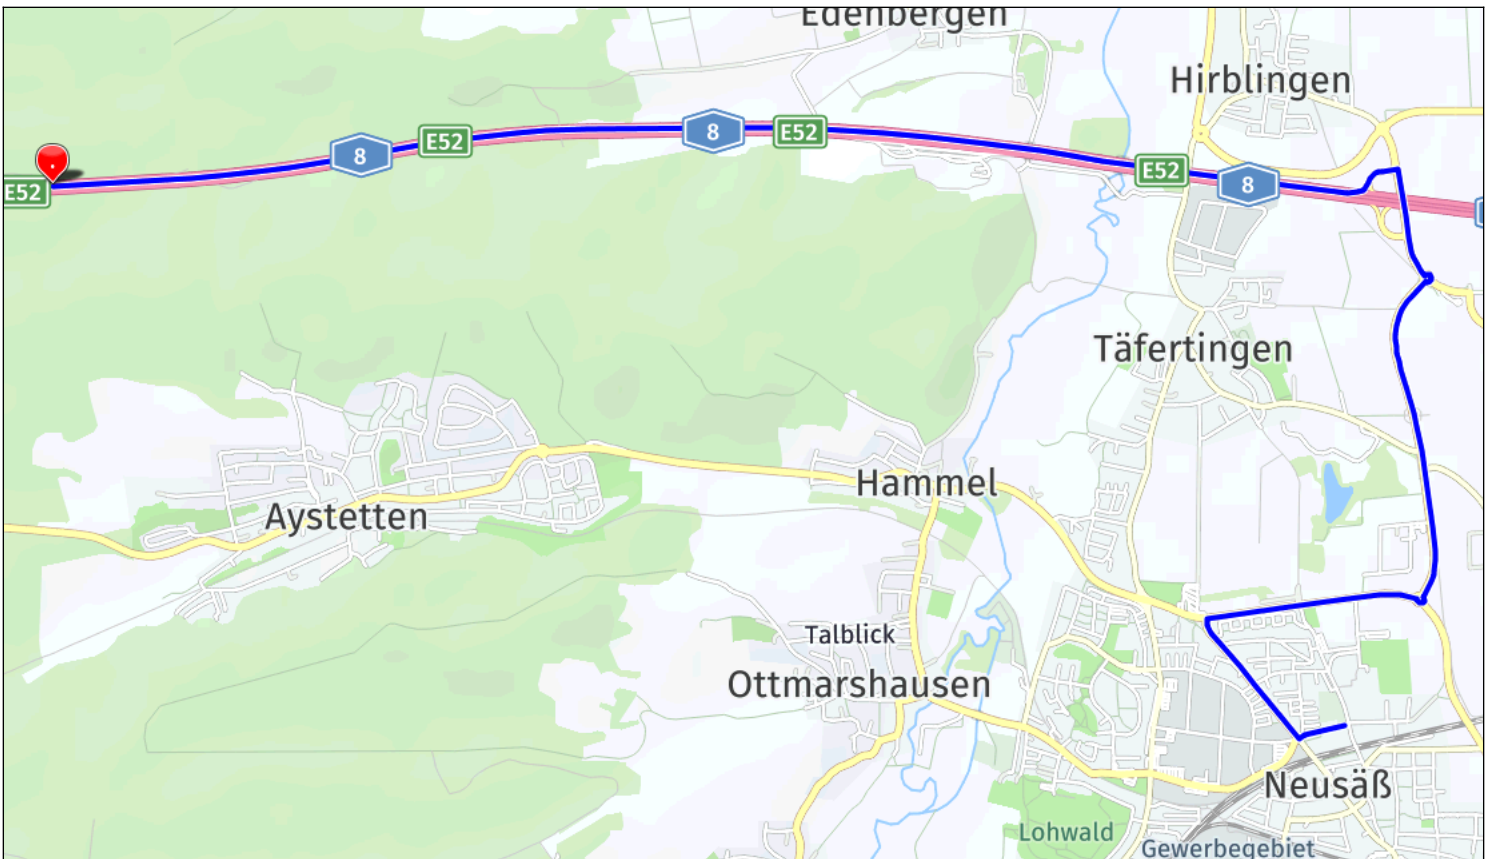 Edenbergen
Hirblingen
8
E52
8
E52
E52
8
E52
Täfertingen
Hammel
Aystetten
Talblick
Ottmarshausen
Neusäß
Lohwald
Gewerbegebiet